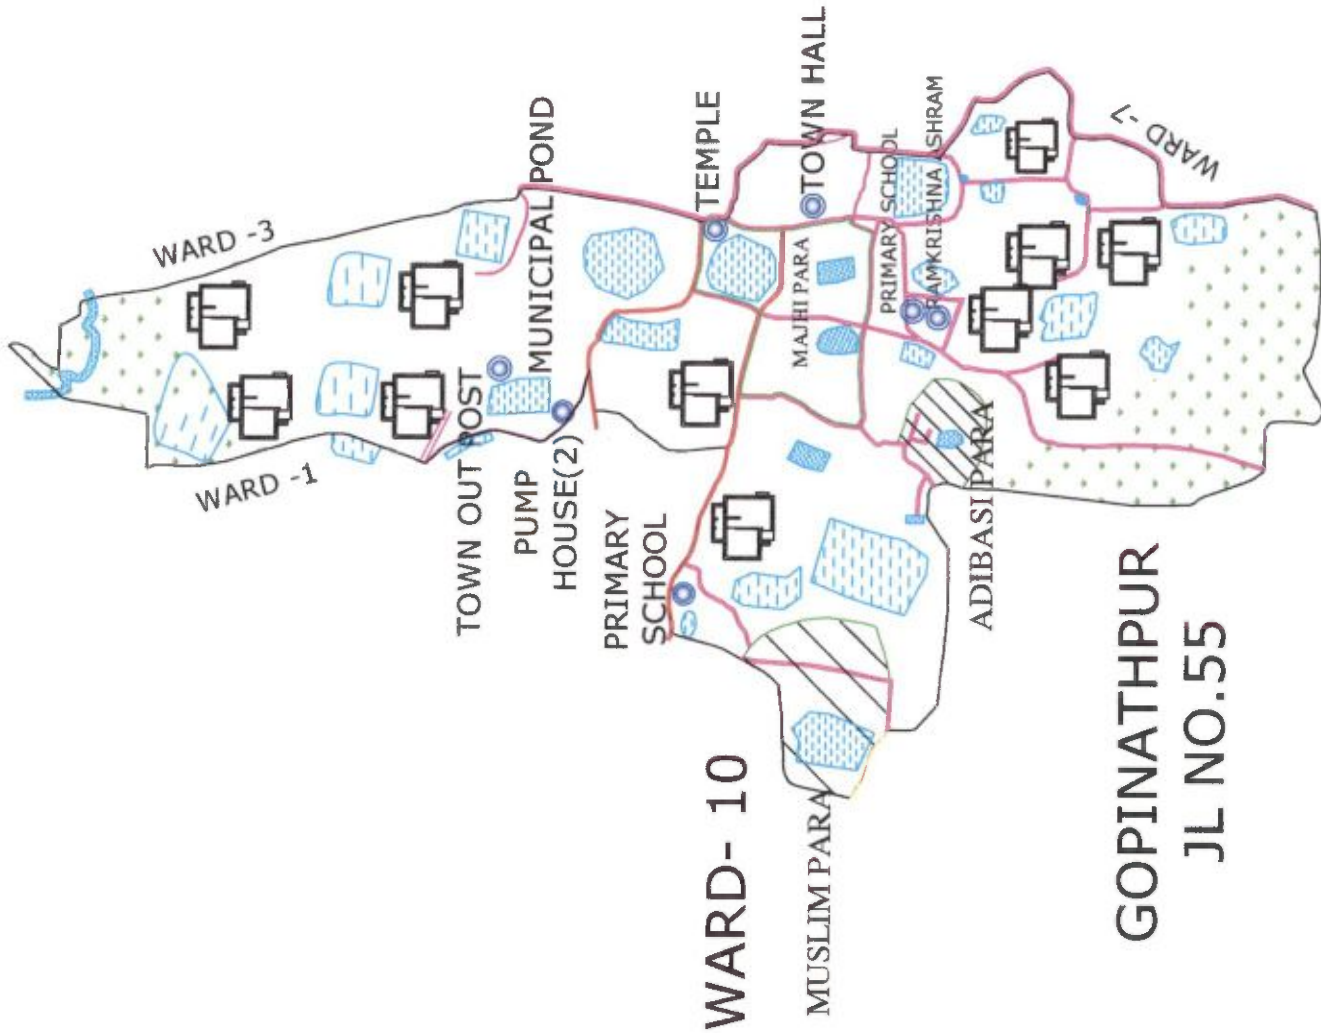 WARD -3
WARD -1
TOWN OUT POST
MUNICIPAL POND
PUMP
HOUSE(2)
PRIMARY
SCHOOL
TEMPLE
TOWN HALL
MAJHI PARA
PRIMARY SCHOOL
RAMKRISHNA ASHRAM
WARD -7
ADIBASI PARA
MUSLIM PARA
WARD- 10
GOPINATHPUR
JL NO.55